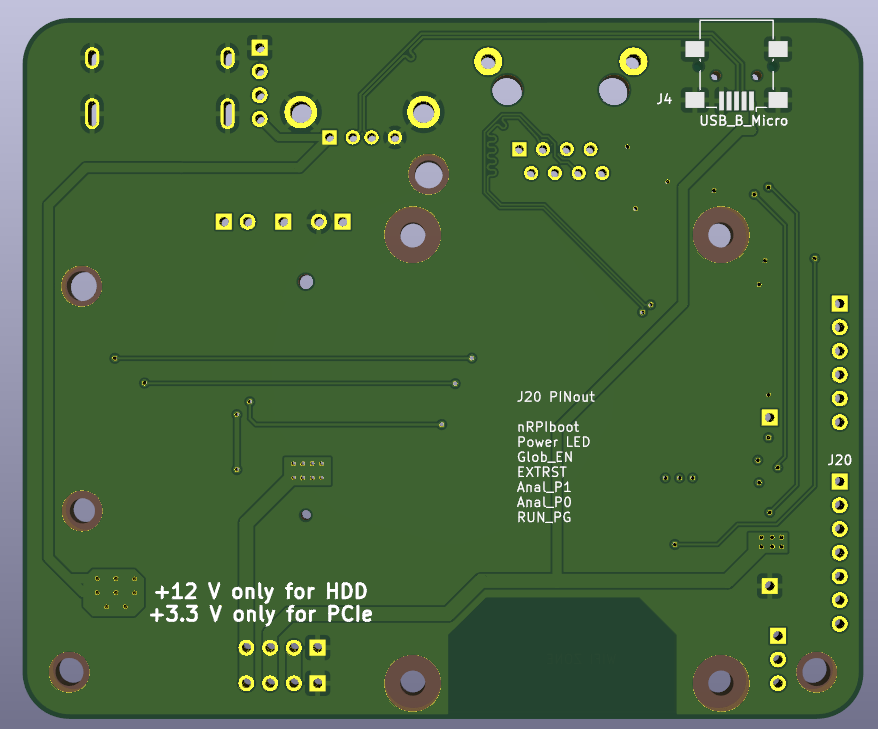 J4
USB_B_Micro
J20 PINout
nRPIboot
Power LED
Glob_EN
EXTRST
Anal_P1
Anal_P0
RUN_PG
J20
+12 V only for HDD
+3.3 V only for PCIe